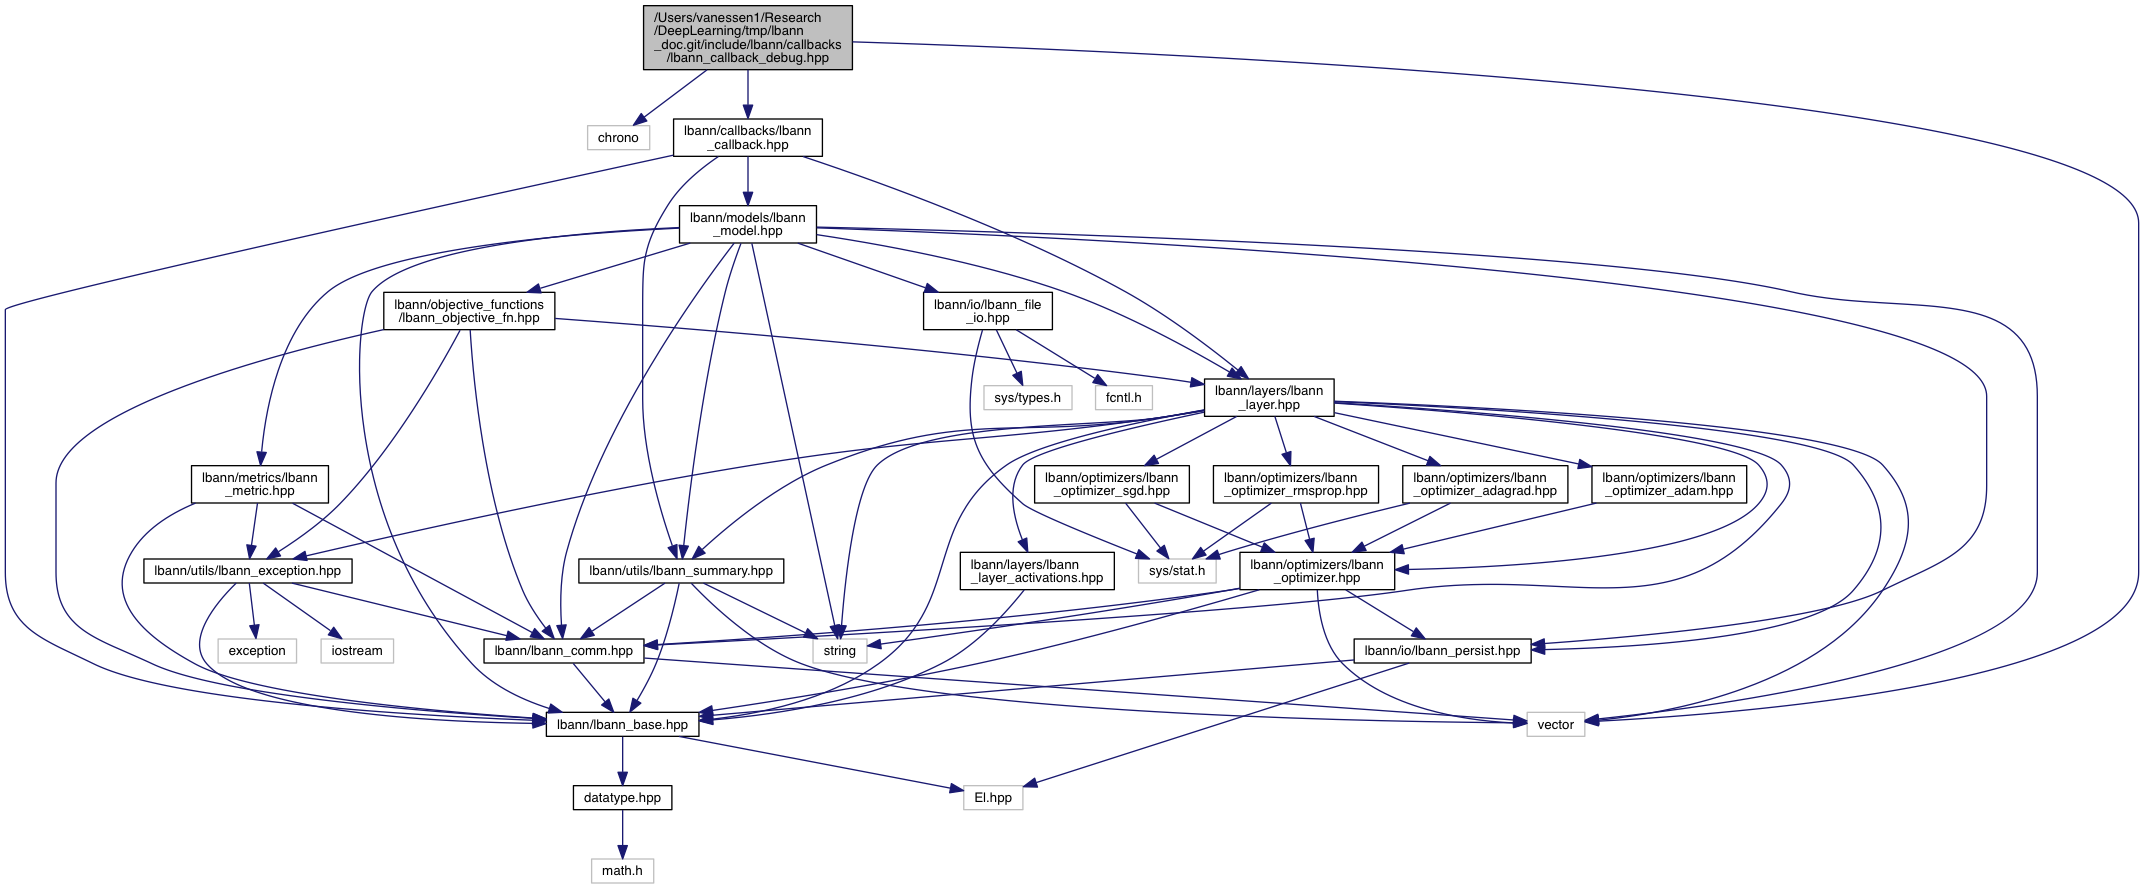 /Users/vanessen1/Research
/DeepLearning/tmp/lbann
_doc.git/include/lbann/callbacks
/lbann_callback_debug.hpp
chrono
lbann/callbacks/lbann
_callback.hpp
lbann/models/lbann
_model.hpp
lbann/objective_functions
/lbann_objective_fn.hpp
lbann/io/lbann_file
_io.hpp
sys/types.h
fcntl.h
lbann/layers/lbann
_layer.hpp
lbann/metrics/lbann
_metric.hpp
lbann/optimizers/lbann
_optimizer_sgd.hpp
lbann/optimizers/lbann
_optimizer_rmsprop.hpp
lbann/optimizers/lbann
_optimizer_adagrad.hpp
lbann/optimizers/lbann
_optimizer_adam.hpp
lbann/utils/lbann_exception.hpp
lbann/utils/lbann_summary.hpp
lbann/layers/lbann
_layer_activations.hpp
sys/stat.h
lbann/optimizers/lbann
_optimizer.hpp
exception
iostream
lbann/lbann_comm.hpp
string
lbann/io/lbann_persist.hpp
lbann/lbann_base.hpp
vector
datatype.hpp
El.hpp
math.h